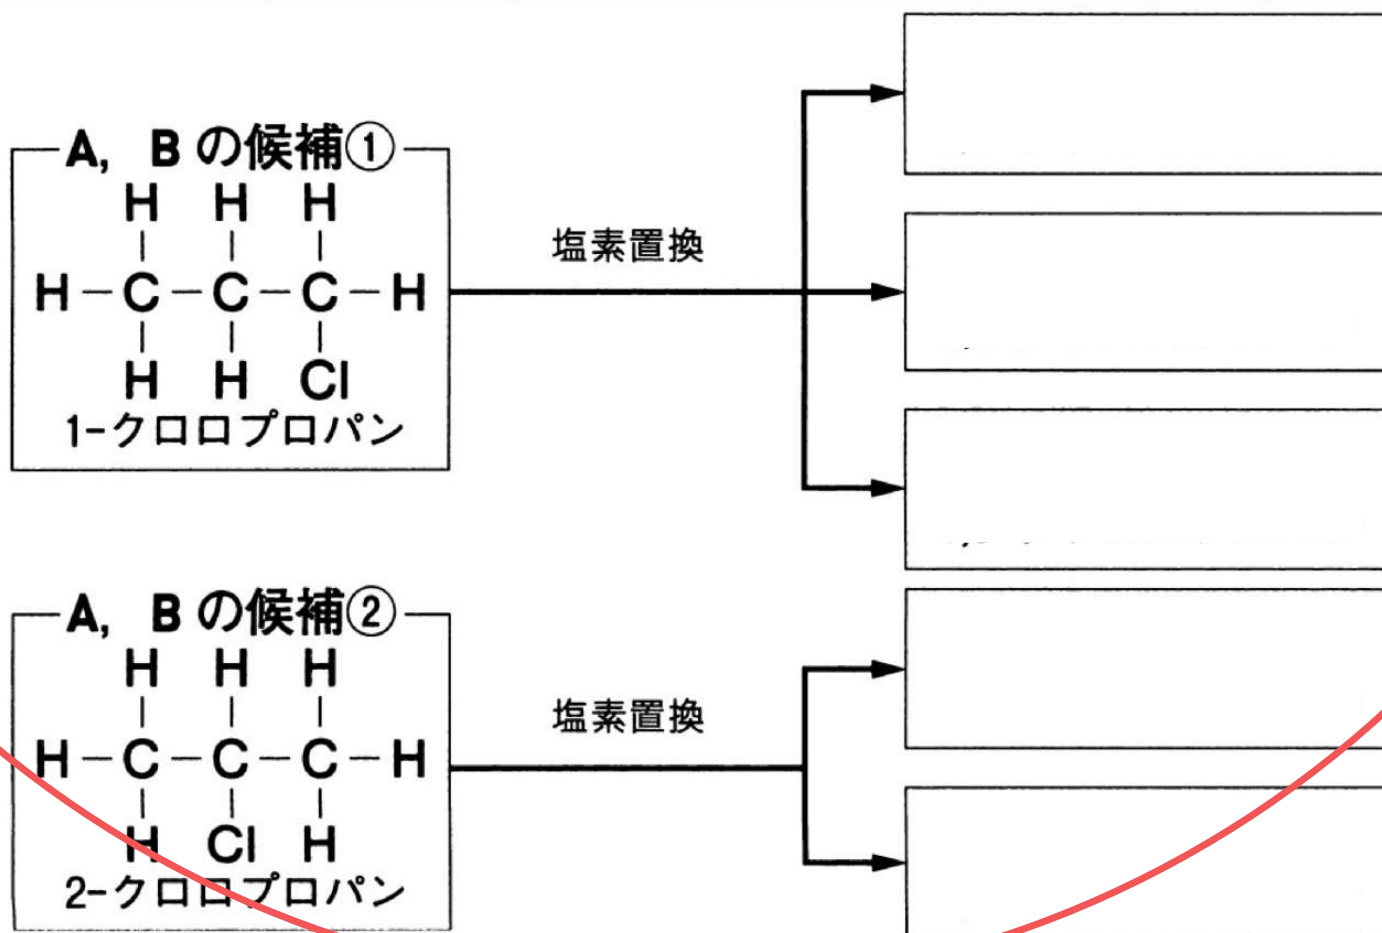 A, B の候補①
H H H
H－C－C－C－H
H H Cl
1-クロロプロパン
塩素置換
A, B の候補②
H H H
H－C－C－C－H
H Cl H
2-クロロプロパン
塩素置換